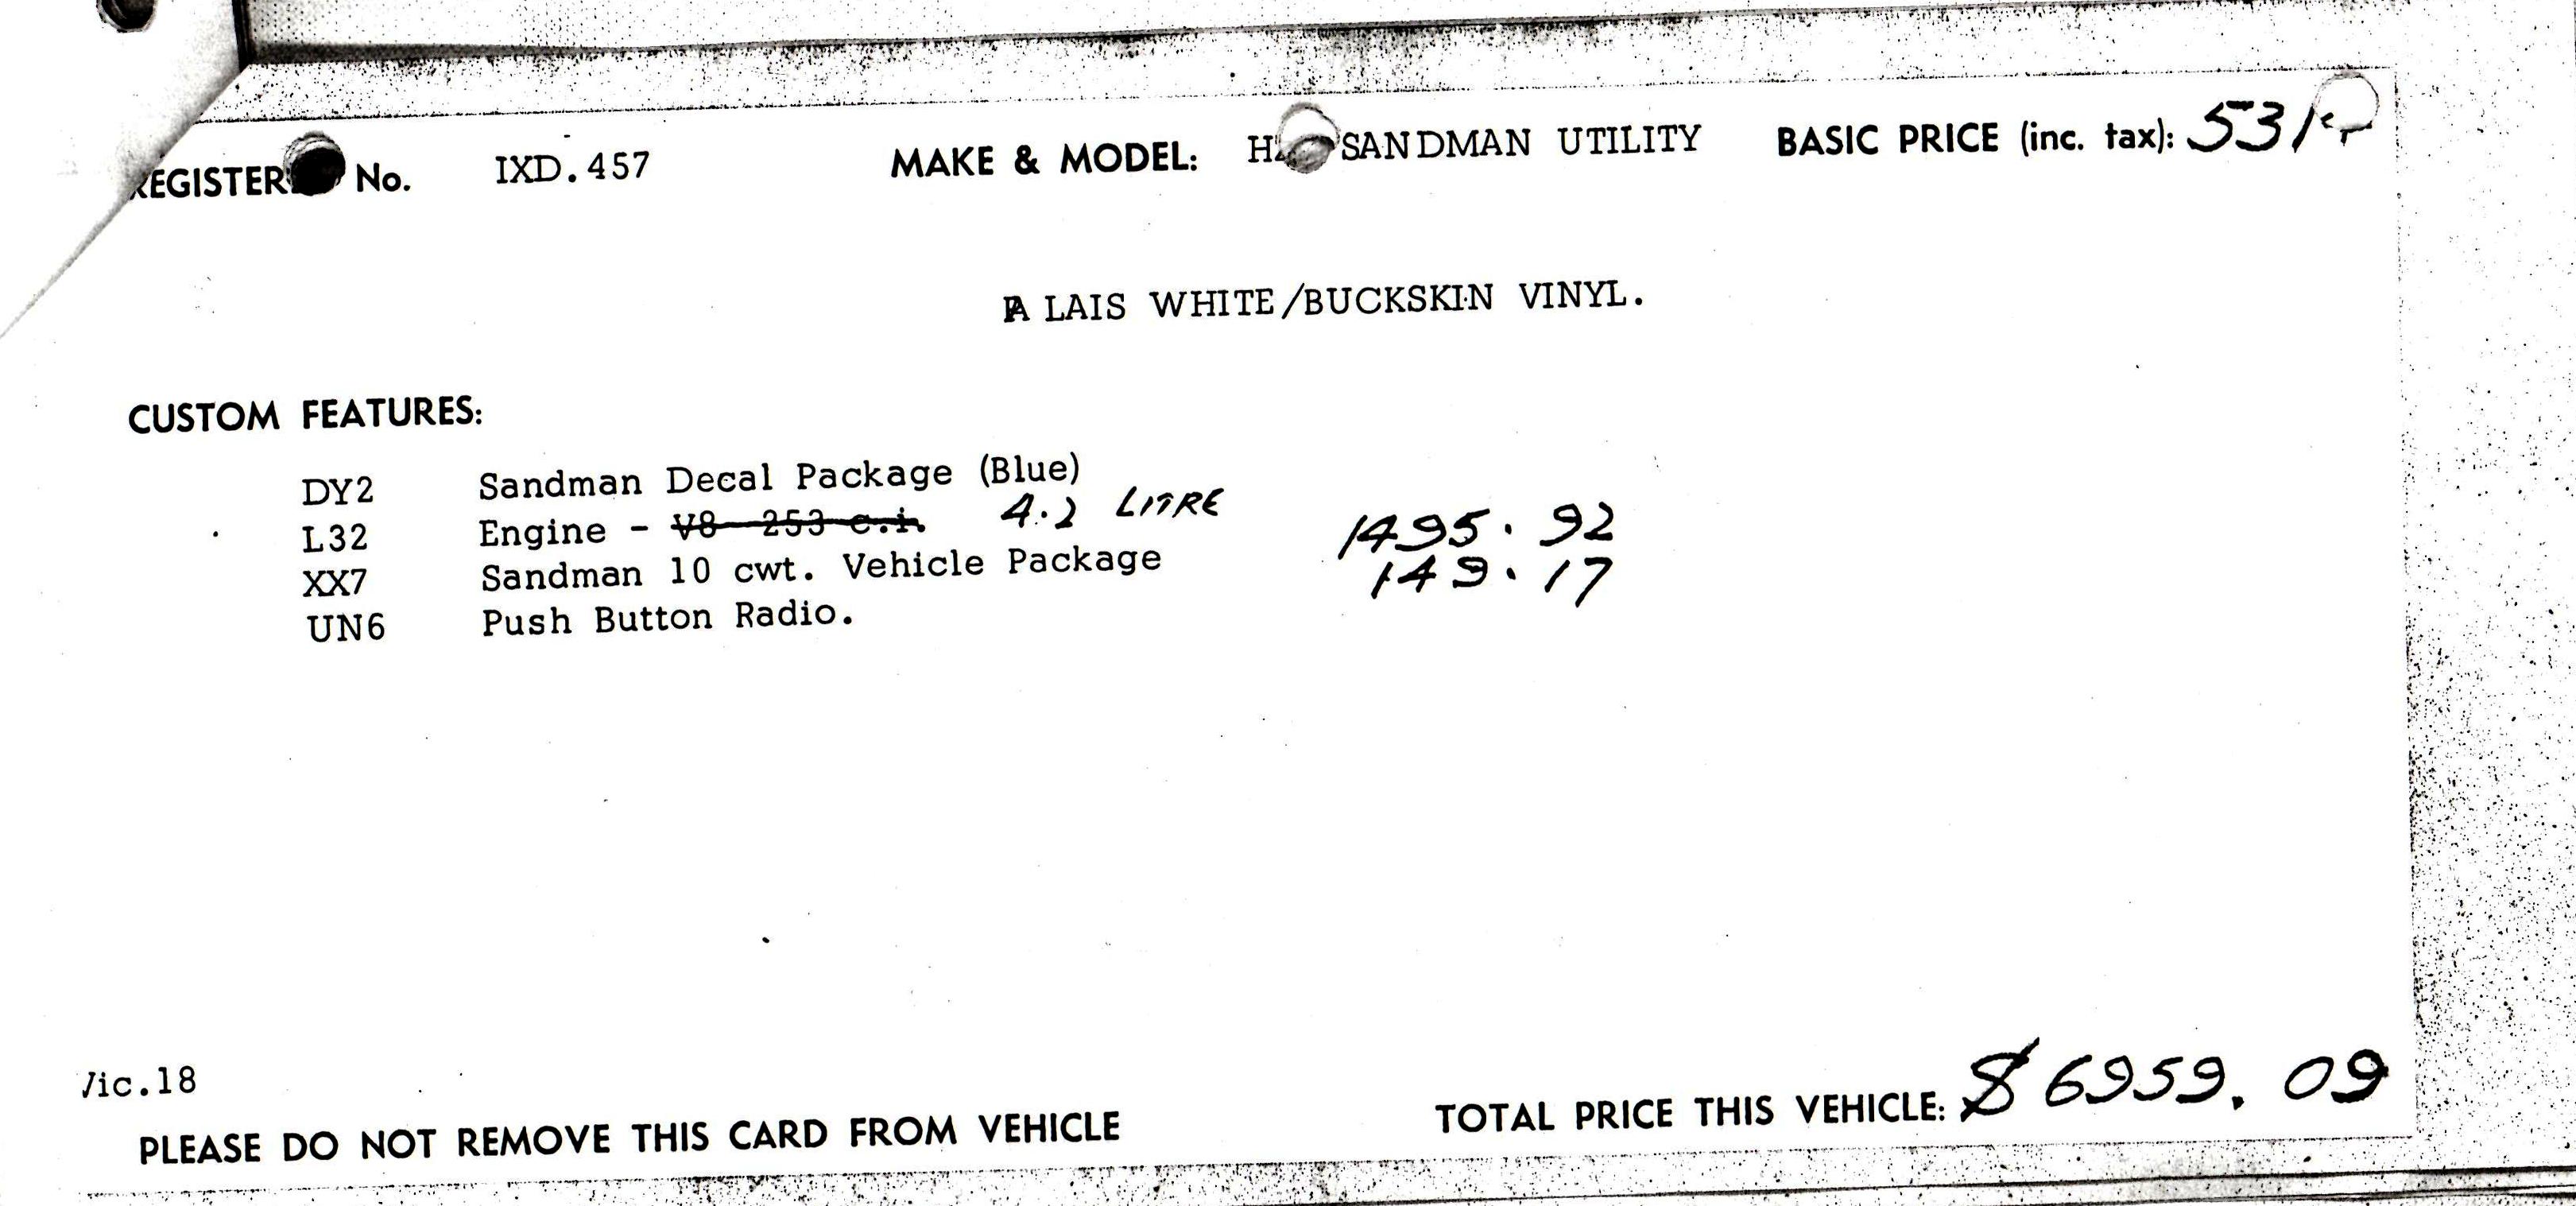 REGISTER No. IXD.457 MAKE & MODEL: SANDMAN UTILITY BASIC PRICE (inc. tax):
PALAIS WHITE/BUCKSKIN VINYL.
CUSTOM FEATURES:
DY2 Sandman Decal Package (Blue)
L32 Engine - V8 253 c.i. 4.2 LITRE 1495.92
XX7 Sandman 10 cwt. Vehicle Package 149.17
UN6 Push Button Radio.
Vic.18
PLEASE DO NOT REMOVE THIS CARD FROM VEHICLE TOTAL PRICE THIS VEHICLE: $ 6959.09